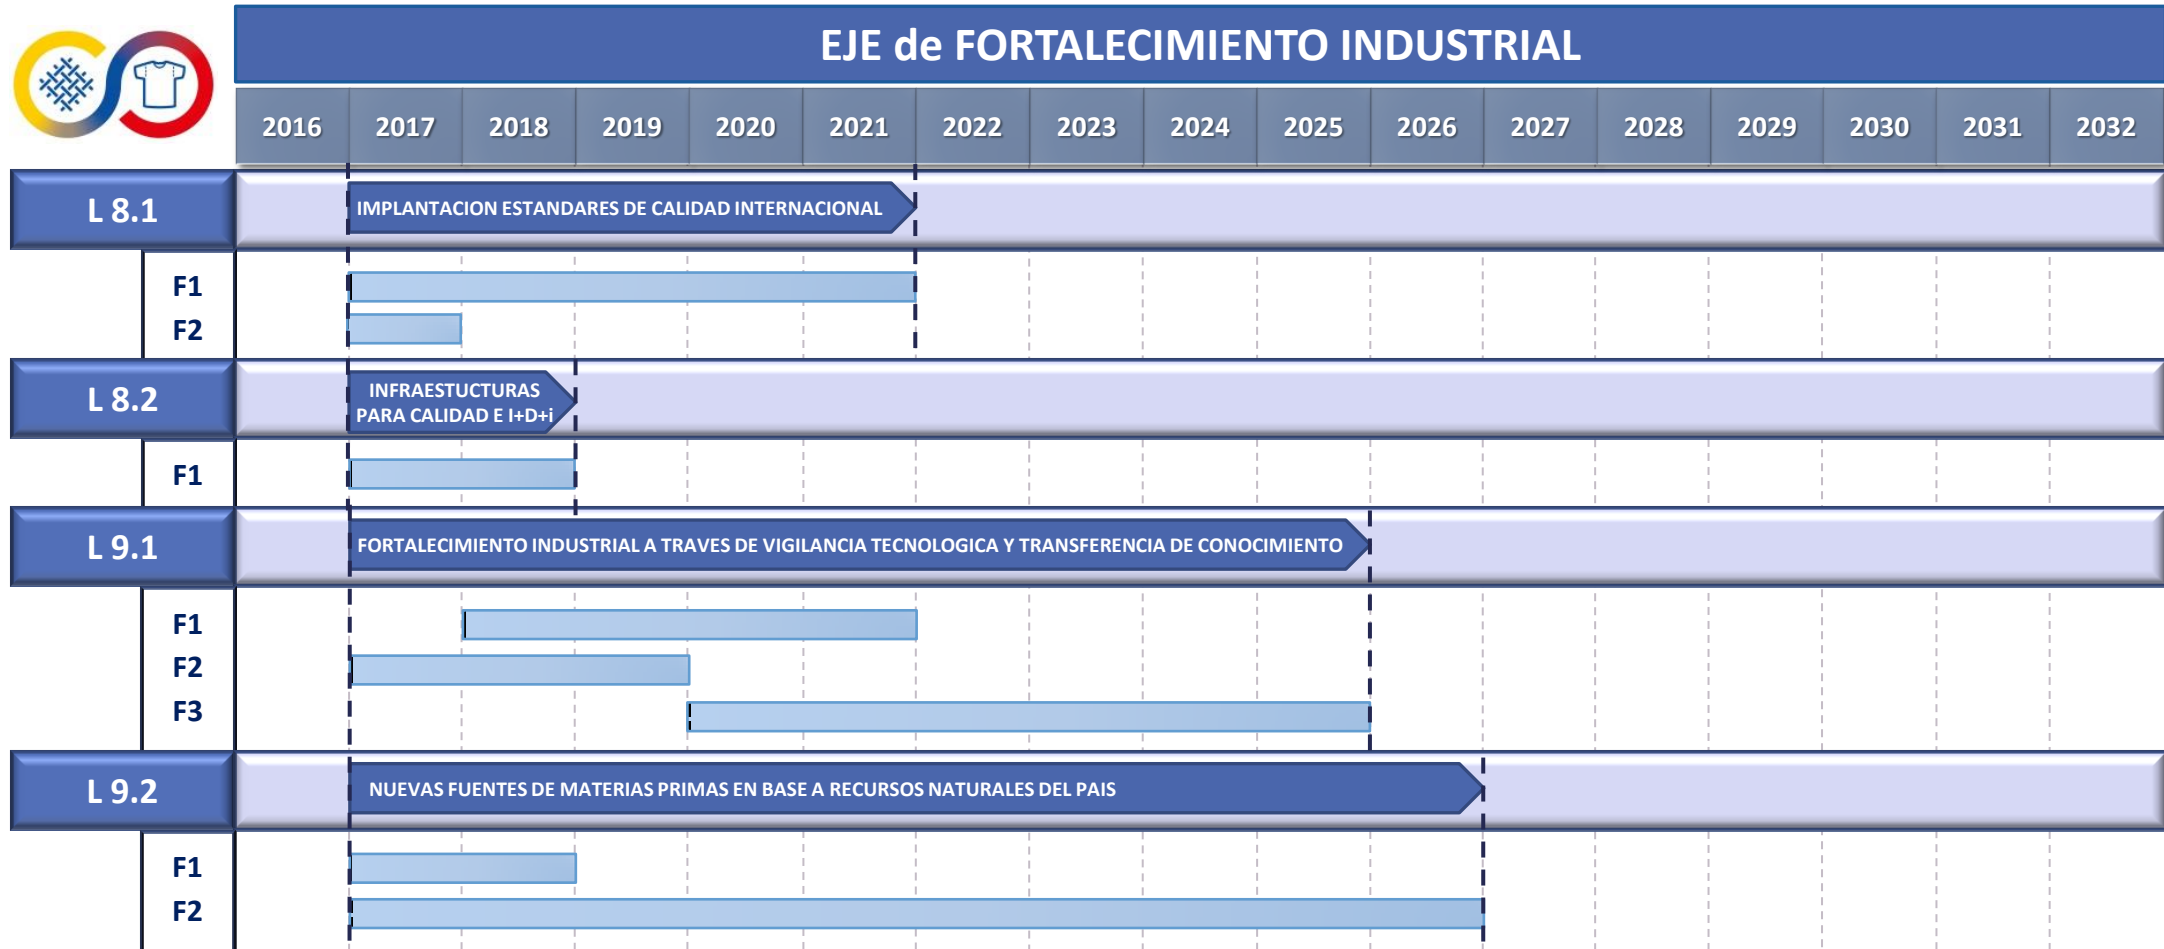 EJE de FORTALECIMIENTO INDUSTRIAL
2016 2017 2018 2019 2020 2021 2022 2023 2024 2025 2026 2027 2028 2029 2030 2031 2032
L 8.1
IMPLANTACION ESTANDARES DE CALIDAD INTERNACIONAL
F1
F2
L 8.2
INFRAESTUCTURAS
PARA CALIDAD E I+D+i
F1
L 9.1
FORTALECIMIENTO INDUSTRIAL A TRAVES DE VIGILANCIA TECNOLOGICA Y TRANSFERENCIA DE CONOCIMIENTO
F1
F2
F3
L 9.2
NUEVAS FUENTES DE MATERIAS PRIMAS EN BASE A RECURSOS NATURALES DEL PAIS
F1
F2